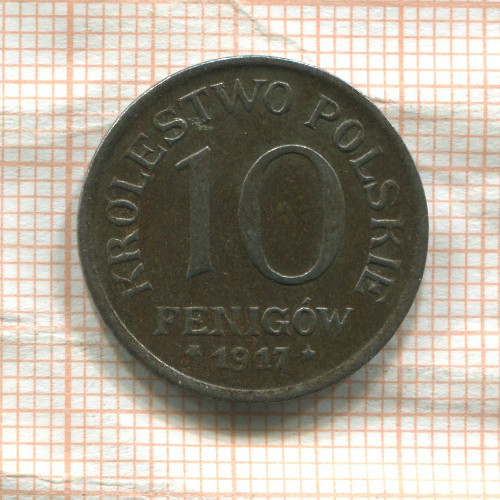 KROLESTWO POLSKIE
10
FENIGÓW
* 1917 *